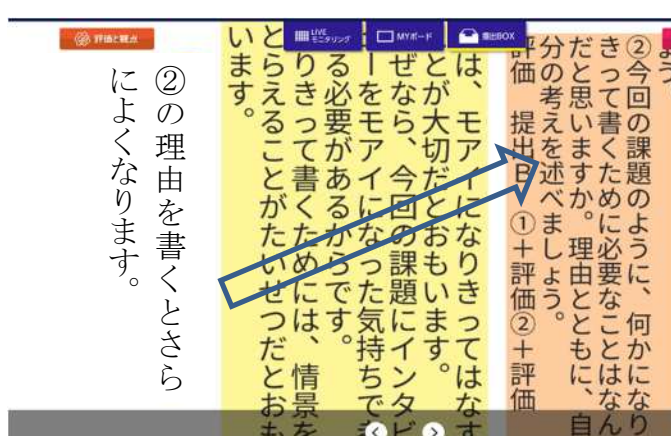 評価と観点
LIVE
モニタリング
MYボード
提出BOX
②今回の課題のように、何かになり
きって書くために必要なことはなん
だと思いますか。理由とともに、自
分の考えを述べましょう。
評価 提出B ①+評価②+評価
は、モアイになりきってはなす
とが大切だとおもいます。
ぜなら、今回の課題にインタビ
ーをモアイになった気持ちでき
る必要があるからです。
りきって書くためには、情景を
とらえることがたいせつだとおも
います。
②の理由を書くとさら
によくなります。